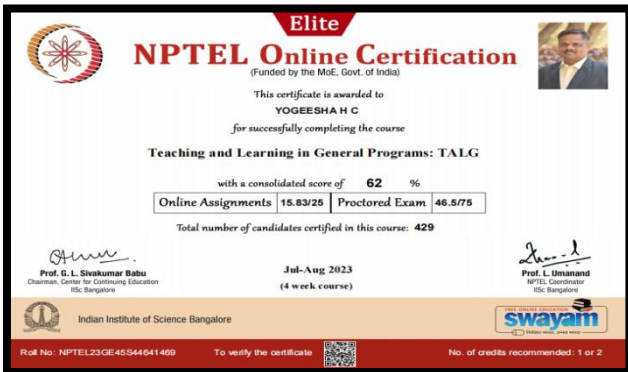 Elite
NPTEL Online Certification
(Funded by the MoE, Govt. of India)
This certificate is awarded to
YOGEESHA H C
for successfully completing the course
Teaching and Learning in General Programs: TALG
with a consolidated score of 62 %
Online Assignments 15.83/25 Proctored Exam 46.5/75
Total number of candidates certified in this course: 429
Prof. G. L. Sivakumar Babu
Chairman, Center for Continuing Education
IISc Bangalore
Jul-Aug 2023
(4 week course)
Prof. L. Umanand
NPTEL Coordinator
IISc Bangalore
Indian Institute of Science Bangalore
FREE ONLINE EDUCATION
swayam
Roll No: NPTEL23GE45S44641469 To verify the certificate No. of credits recommended: 1 or 2